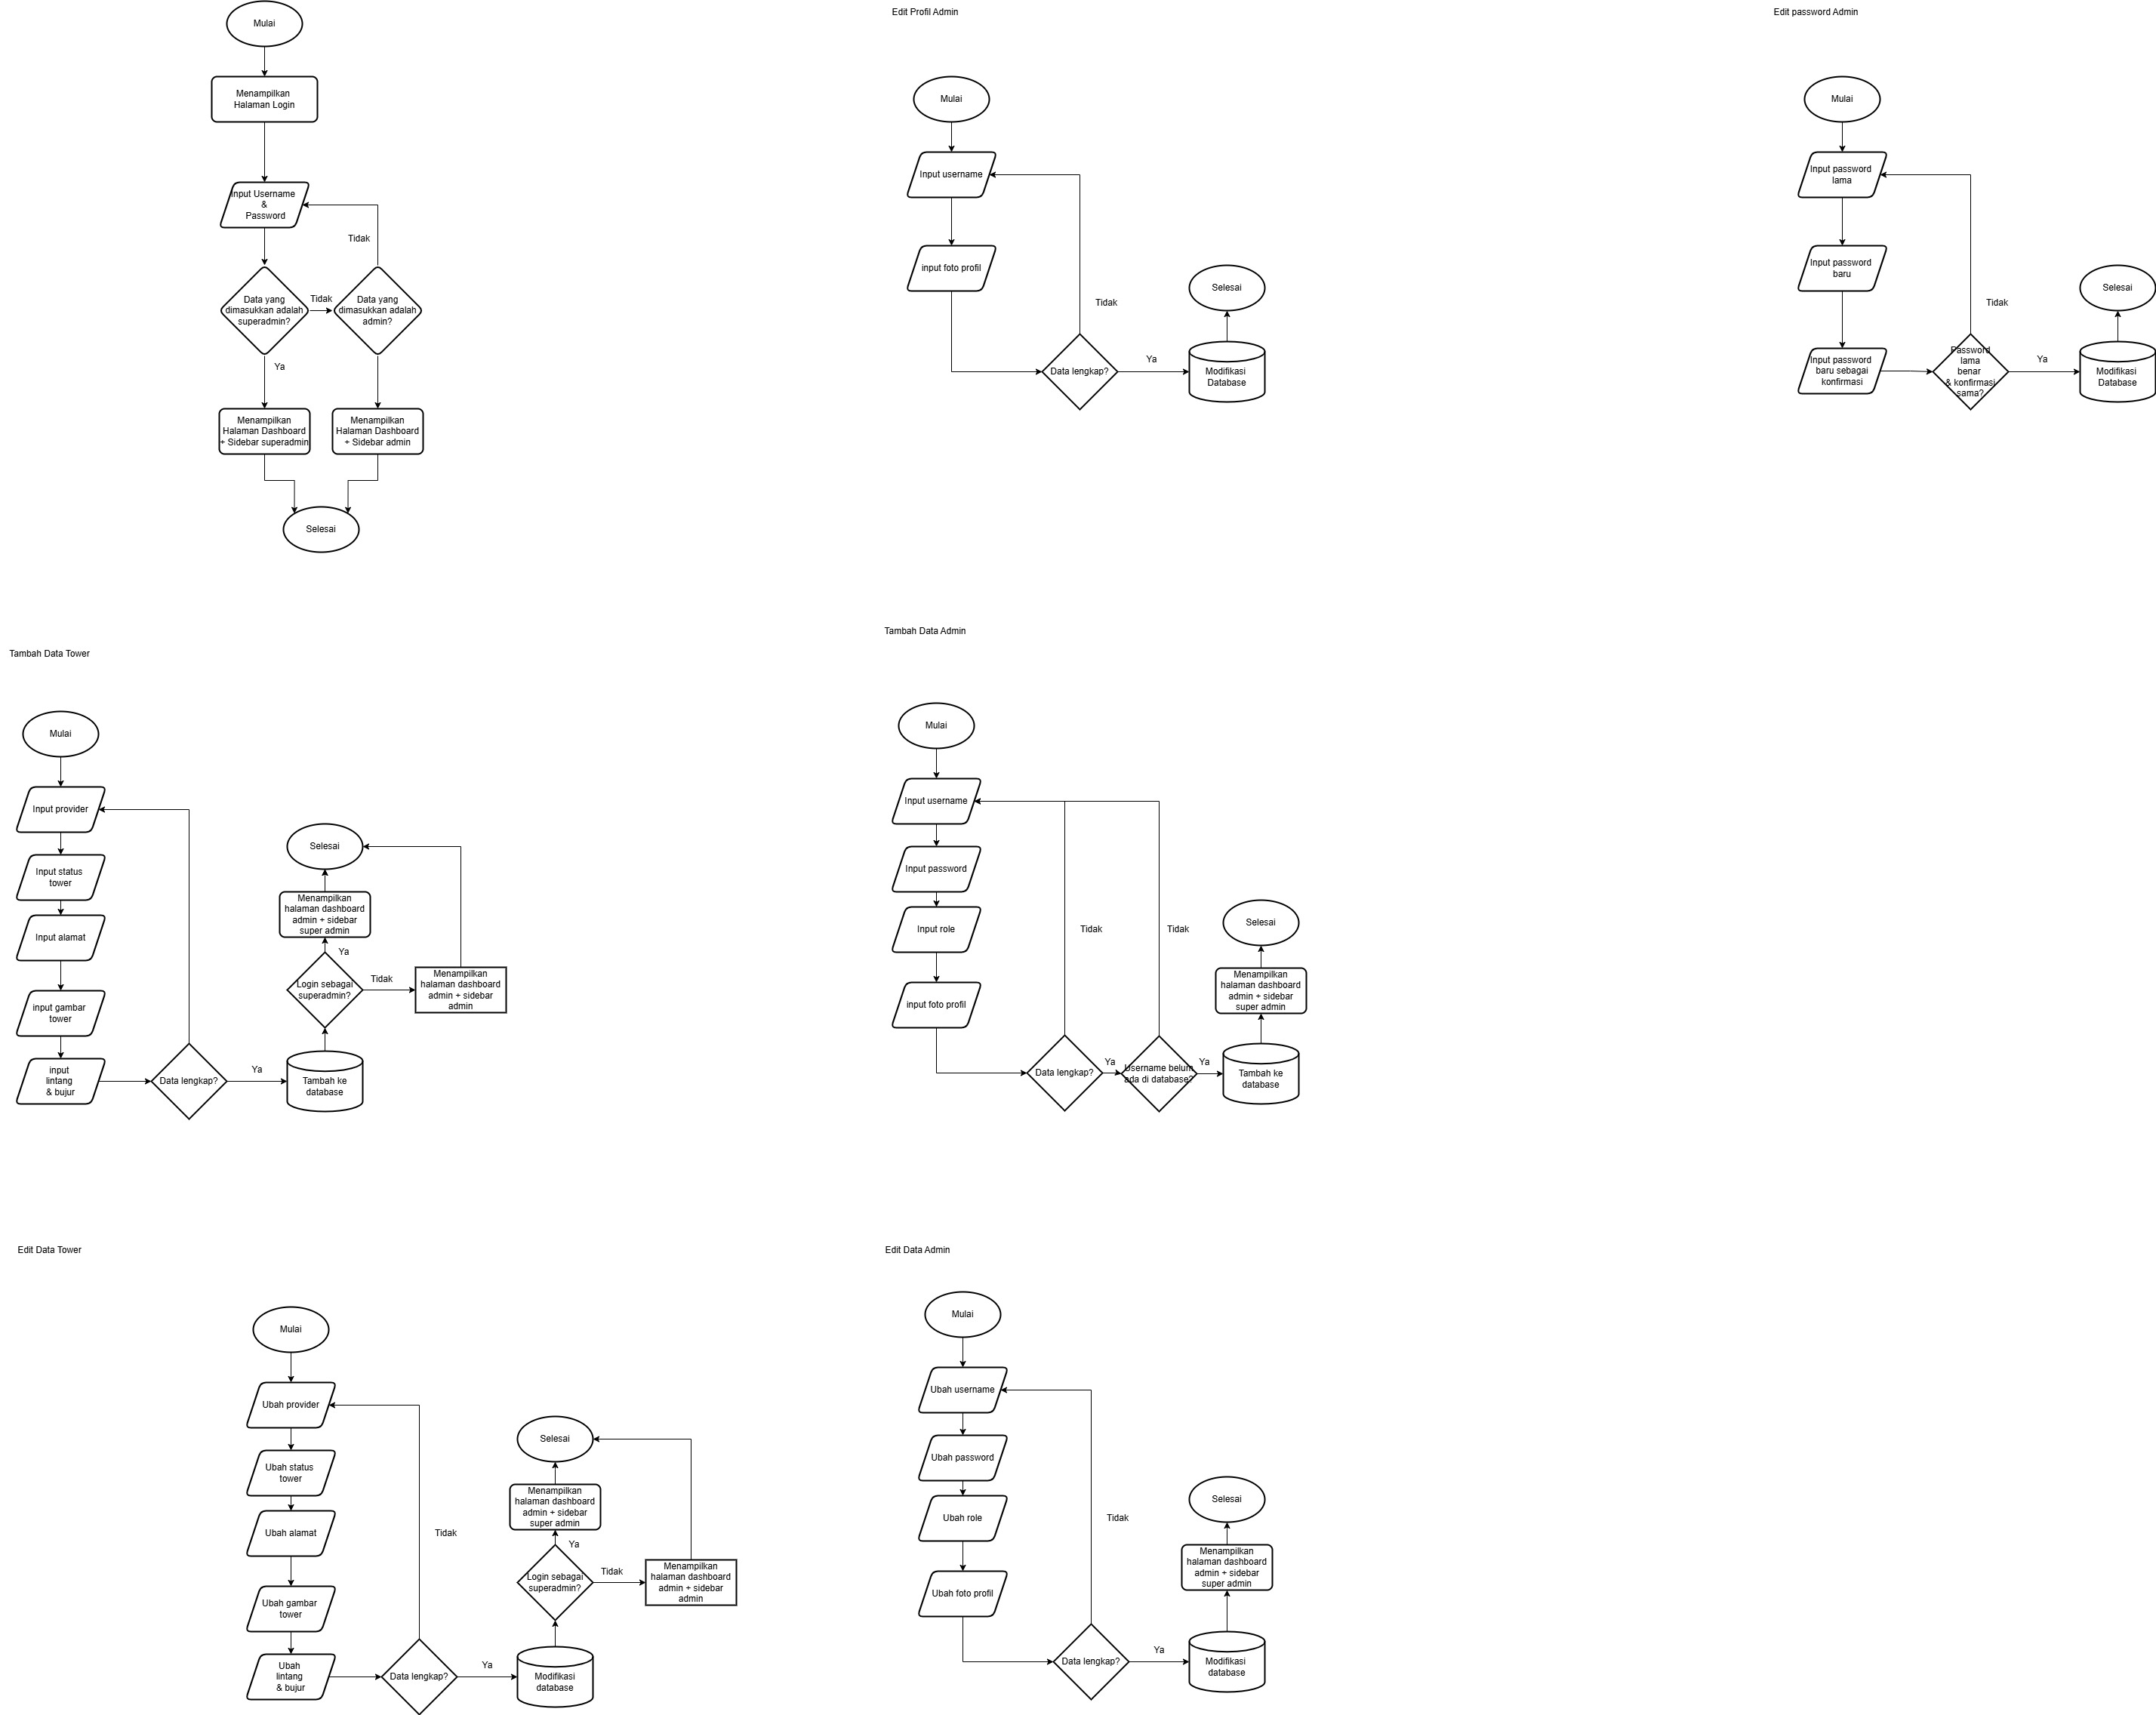 Mulai
Menampilkan
Halaman Login
Input Username
&
Password
Tidak
Data yang
dimasukkan adalah
superadmin?
Tidak
Data yang
dimasukkan adalah
admin?
Ya
Menampilkan
Halaman Dashboard
+ Sidebar superadmin
Menampilkan
Halaman Dashboard
+ Sidebar admin
Selesai
Edit Profil Admin
Mulai
Input username
input foto profil
Tidak
Data lengkap?
Ya
Modifikasi
Database
Selesai
Edit password Admin
Mulai
Input password
lama
Input password
baru
Input password
baru sebagai
konfirmasi
Tidak
Password
lama
benar
& konfirmasi
sama?
Ya
Modifikasi
Database
Selesai
Tambah Data Tower
Mulai
Input provider
Input status
tower
Input alamat
input gambar
tower
input
lintang
& bujur
Data lengkap?
Ya
Tambah ke
database
Login sebagai
superadmin?
Ya
Tidak
Menampilkan
halaman dashboard
admin + sidebar
super admin
Menampilkan
halaman dashboard
admin + sidebar
admin
Selesai
Tambah Data Admin
Mulai
Input username
Input password
Input role
input foto profil
Tidak
Tidak
Data lengkap?
Ya
Username belum
ada di database?
Ya
Tambah ke
database
Menampilkan
halaman dashboard
admin + sidebar
super admin
Selesai
Edit Data Tower
Mulai
Ubah provider
Ubah status
tower
Ubah alamat
Ubah gambar
tower
Ubah
lintang
& bujur
Tidak
Data lengkap?
Ya
Modifikasi
database
Login sebagai
superadmin?
Ya
Tidak
Menampilkan
halaman dashboard
admin + sidebar
super admin
Menampilkan
halaman dashboard
admin + sidebar
admin
Selesai
Edit Data Admin
Mulai
Ubah username
Ubah password
Ubah role
Ubah foto profil
Tidak
Data lengkap?
Ya
Modifikasi
database
Menampilkan
halaman dashboard
admin + sidebar
super admin
Selesai